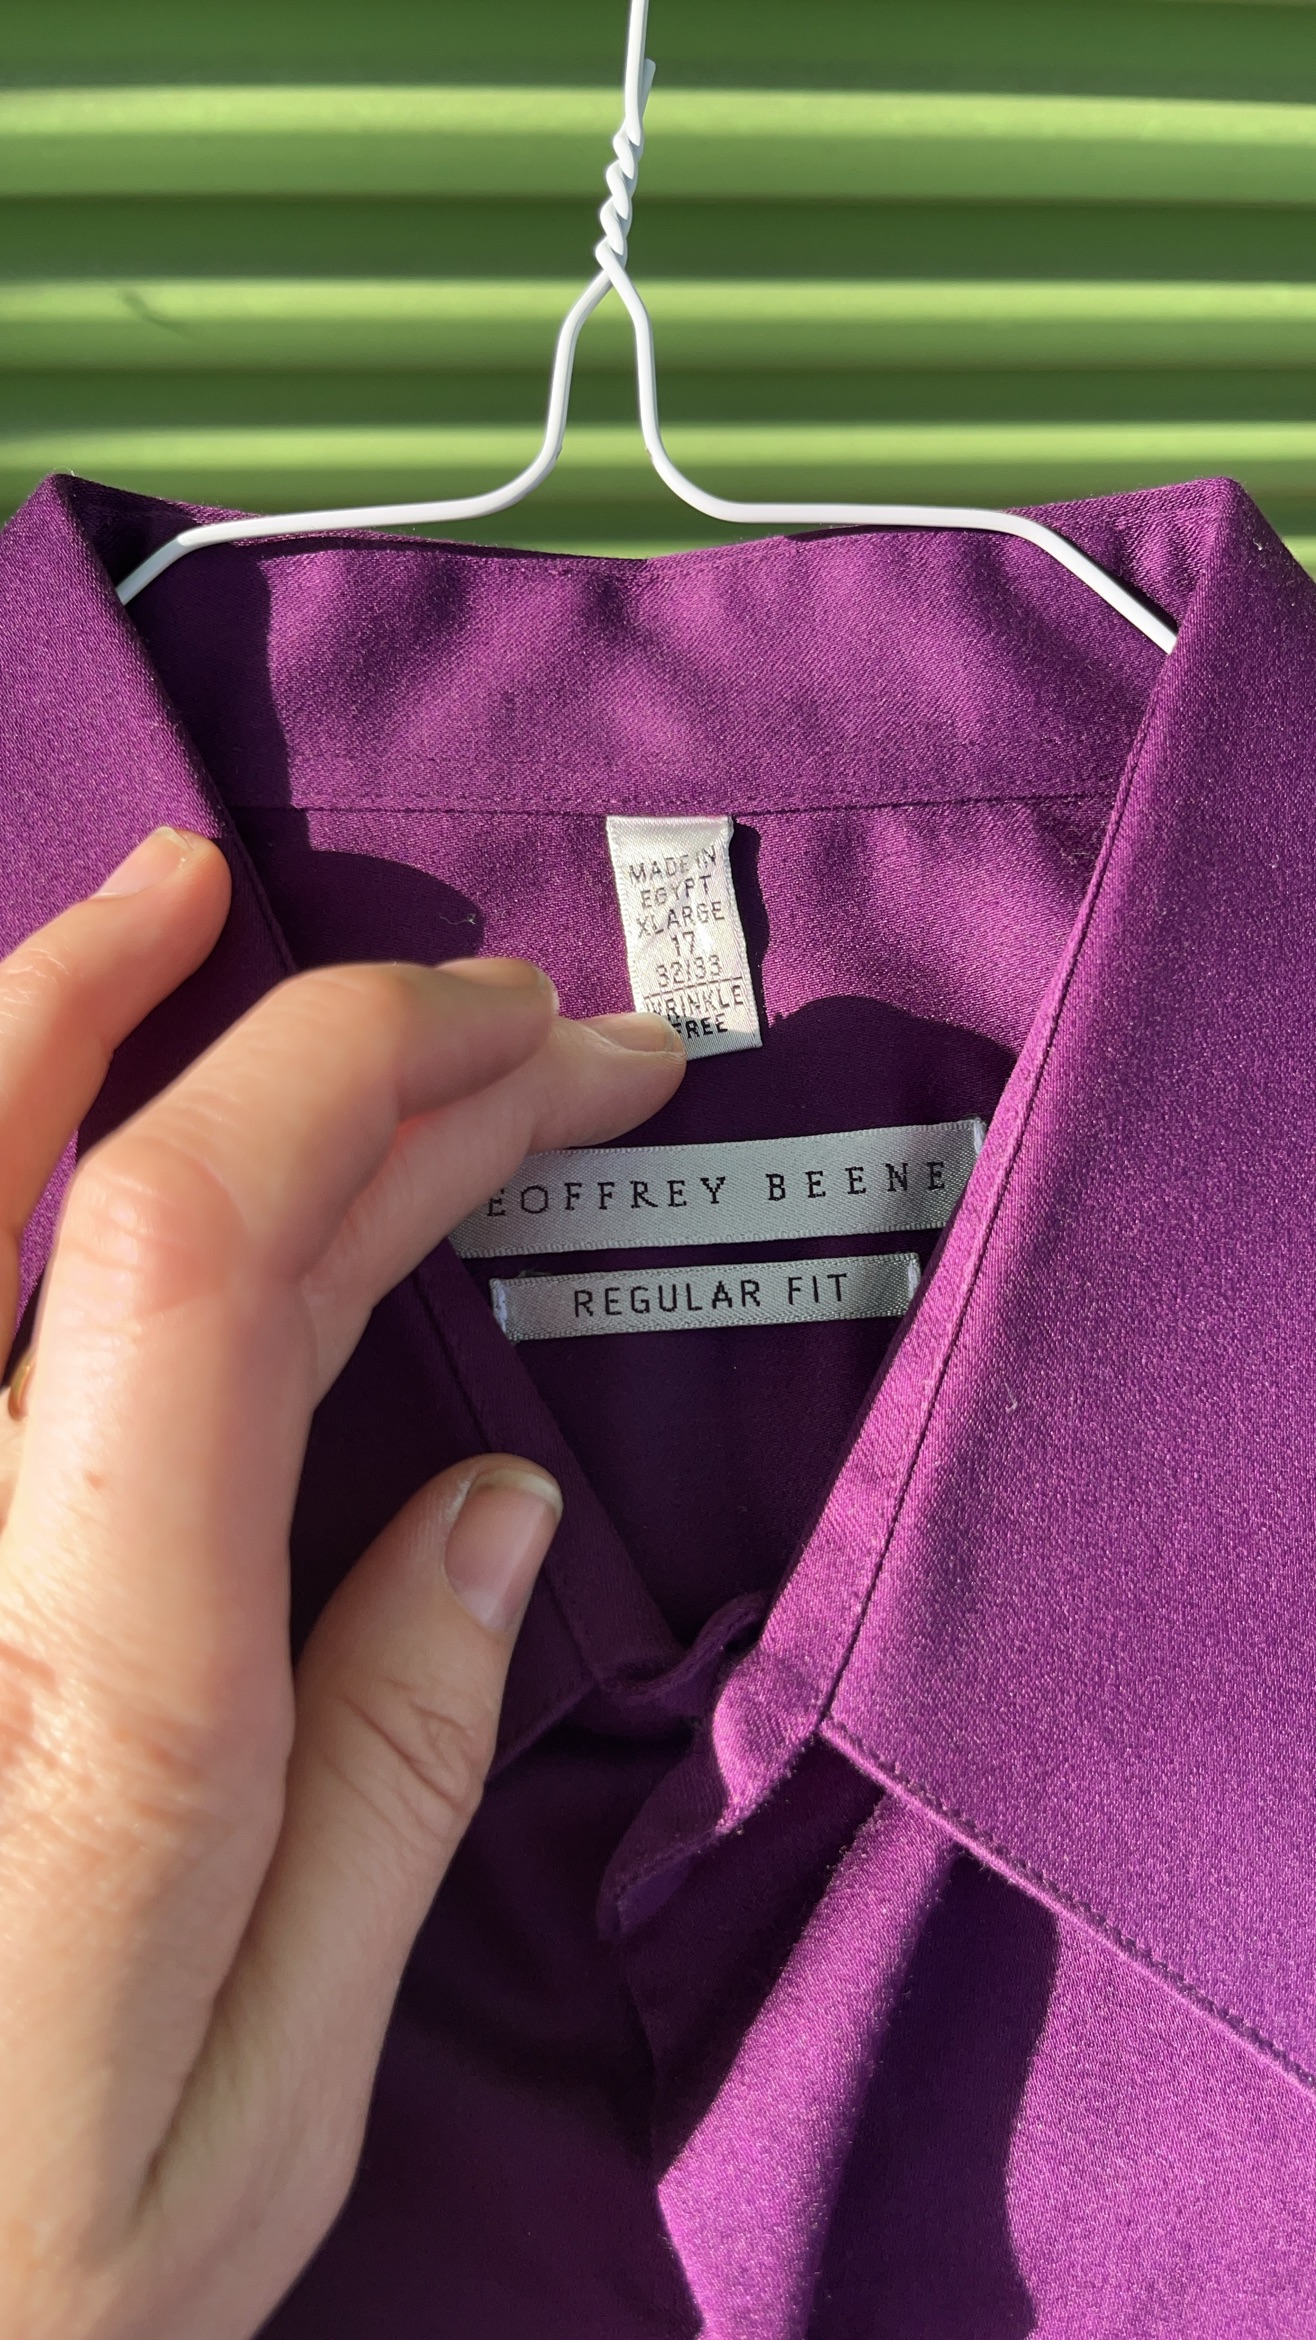 MADE IN
EGYPT
XLARGE
17
32/33
WRINKLE
FREE
EOFFREY BEENE
REGULAR FIT